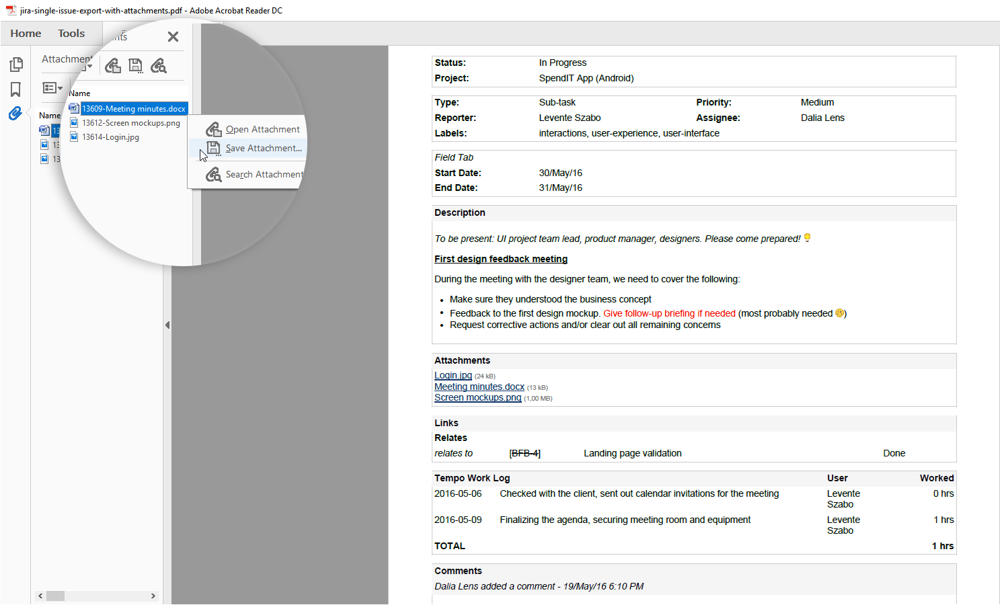 jira-single-issue-export-with-attachments.pdf - Adobe Acrobat Reader DC
Home Tools
Attachment
Name
13609-Meeting minutes.docx
13612-Screen mockups.png
13614-Login.jpg
Open Attachment
Save Attachment...
Search Attachment
Name
13
13
13
Status: In Progress
Project: SpendIT App (Android)
Type: Sub-task Priority: Medium
Reporter: Levente Szabo Assignee: Dalia Lens
Labels: interactions, user-experience, user-interface
Field Tab
Start Date: 30/May/16
End Date: 31/May/16
Description
To be present: UI project team lead, product manager, designers. Please come prepared!
First design feedback meeting
During the meeting with the designer team, we need to cover the following:
• Make sure they understood the business concept
• Feedback to the first design mockup. Give follow-up briefing if needed (most probably needed )
• Request corrective actions and/or clear out all remaining concerns
Attachments
Login.jpg (24 kB)
Meeting minutes.docx (13 kB)
Screen mockups.png (1,00 MB)
Links
Relates
relates to [BFB-4] Landing page validation Done
Tempo Work Log User Worked
2016-05-06 Checked with the client, sent out calendar invitations for the meeting Levente Szabo 0 hrs
2016-05-09 Finalizing the agenda, securing meeting room and equipment Levente Szabo 1 hrs
TOTAL 1 hrs
Comments
Dalia Lens added a comment - 19/May/16 6:10 PM